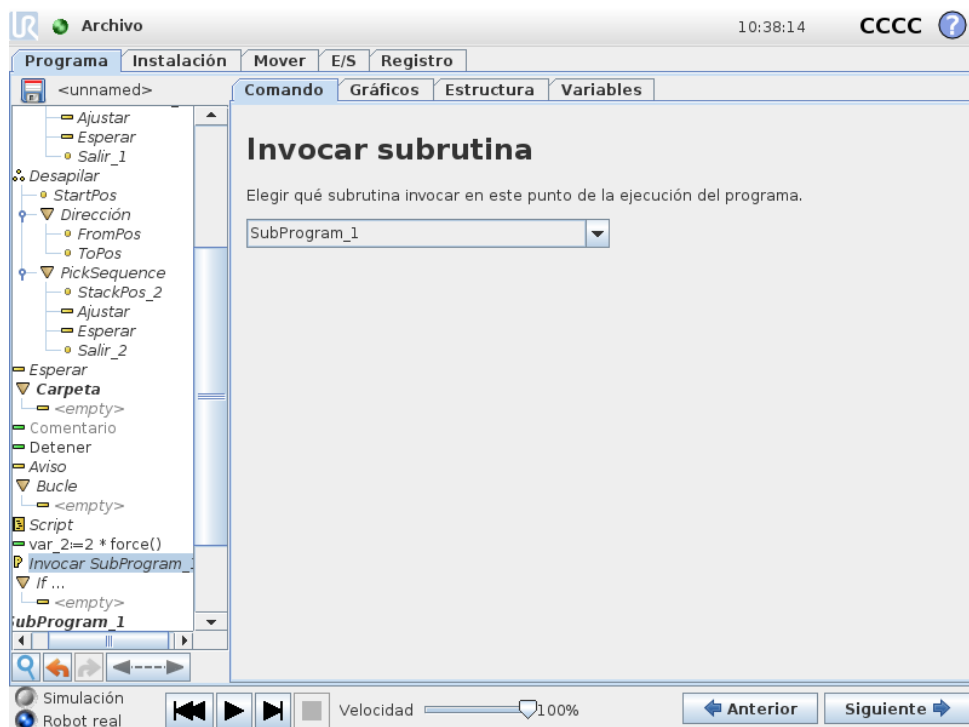 UR Archivo 10:38:14 CCCC ?
Programa Instalación Mover E/S Registro
<unnamed>
Comando Gráficos Estructura Variables
Ajustar
Esperar
Salir_1
Desapilar
StartPos
Dirección
FromPos
ToPos
PickSequence
StackPos_2
Ajustar
Esperar
Salir_2
Esperar
Carpeta
<empty>
Comentario
Detener
Aviso
Bucle
<empty>
Script
var_2:=2 * force()
Invocar SubProgram_1
If ...
<empty>
SubProgram_1
Invocar subrutina
Elegir qué subrutina invocar en este punto de la ejecución del programa.
SubProgram_1
Simulación
Robot real
Velocidad 100%
Anterior Siguiente